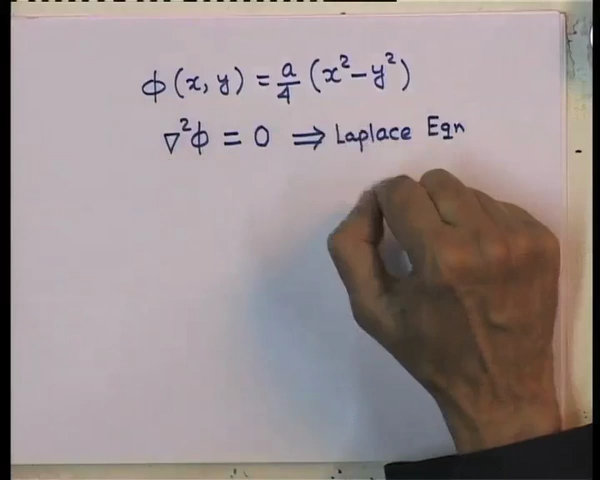 ϕ(x, y) = a/4 (x² − y²)
∇²ϕ = 0 ⇒ Laplace Eqn